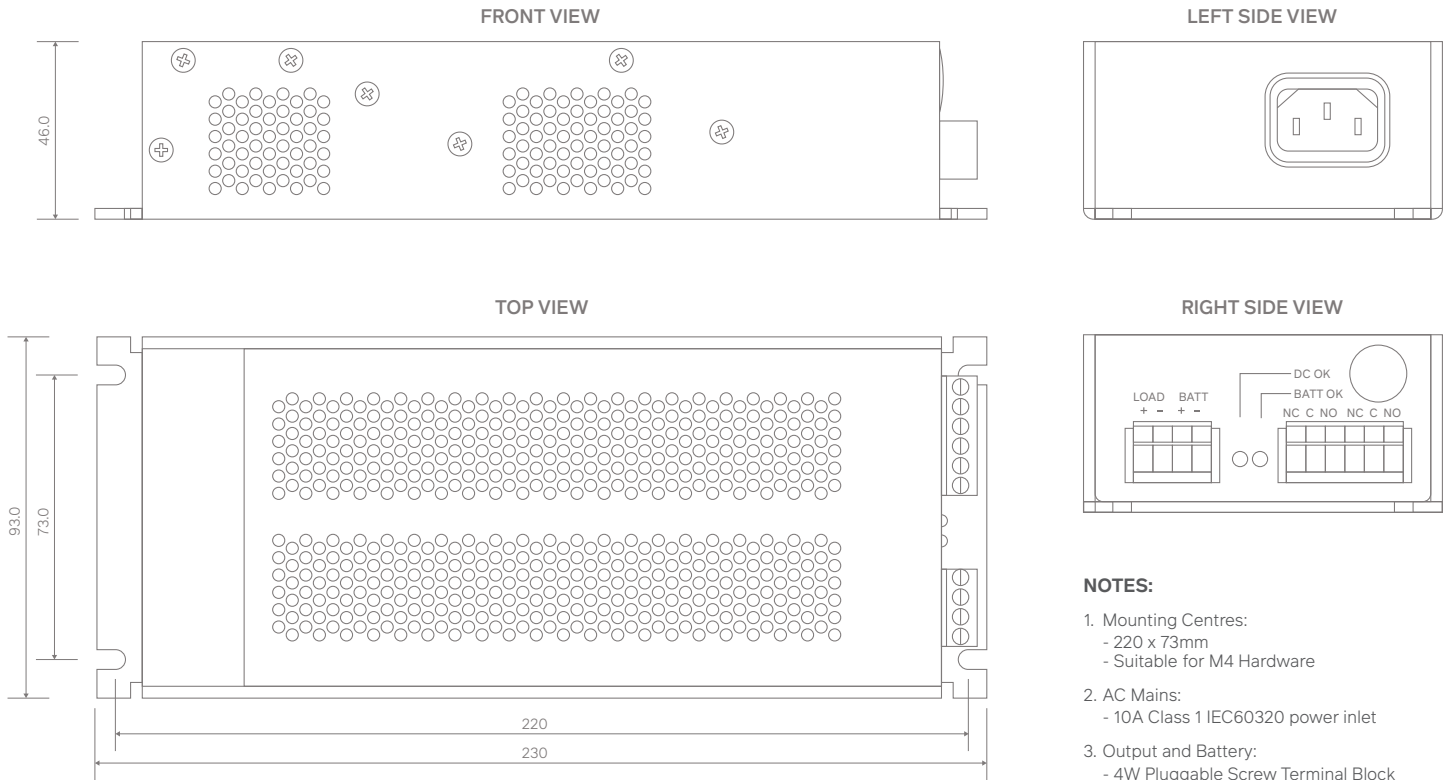 FRONT VIEW
LEFT SIDE VIEW
46.0
TOP VIEW
RIGHT SIDE VIEW
93.0
73.0
220
230
DC OK
BATT OK
LOAD BATT
+ - + -
NC C NO NC C NO
NOTES:
1. Mounting Centres:
- 220 x 73mm
- Suitable for M4 Hardware
2. AC Mains:
- 10A Class 1 IEC60320 power inlet
3. Output and Battery:
- 4W Pluggable Screw Terminal Block